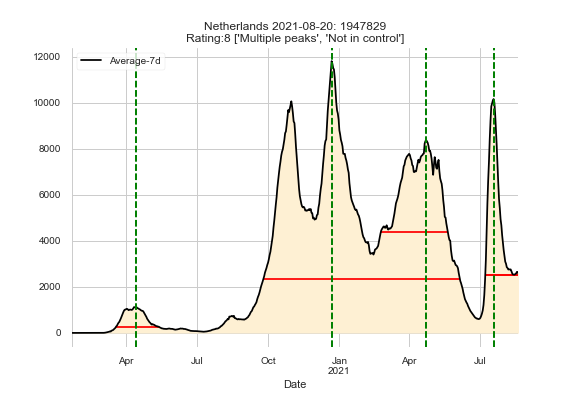 Netherlands 2021-08-20: 1947829
Rating:8 ['Multiple peaks', 'Not in control']
Average-7d
12000
10000
8000
6000
4000
2000
0
Apr Jul Oct Jan Apr Jul
2021
Date